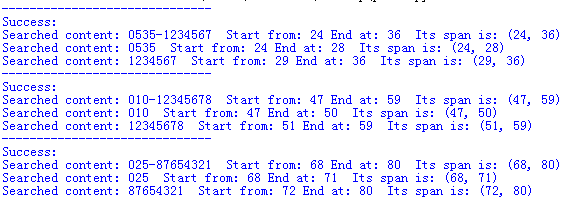 ------------------------------
Success:
Searched content: 0535-1234567  Start from: 24 End at: 36  Its span is: (24, 36)
Searched content: 0535  Start from: 24 End at: 28  Its span is: (24, 28)
Searched content: 1234567  Start from: 29 End at: 36  Its span is: (29, 36)
------------------------------
Success:
Searched content: 010-12345678  Start from: 47 End at: 59  Its span is: (47, 59)
Searched content: 010  Start from: 47 End at: 50  Its span is: (47, 50)
Searched content: 12345678  Start from: 51 End at: 59  Its span is: (51, 59)
------------------------------
Success:
Searched content: 025-87654321  Start from: 68 End at: 80  Its span is: (68, 80)
Searched content: 025  Start from: 68 End at: 71  Its span is: (68, 71)
Searched content: 87654321  Start from: 72 End at: 80  Its span is: (72, 80)